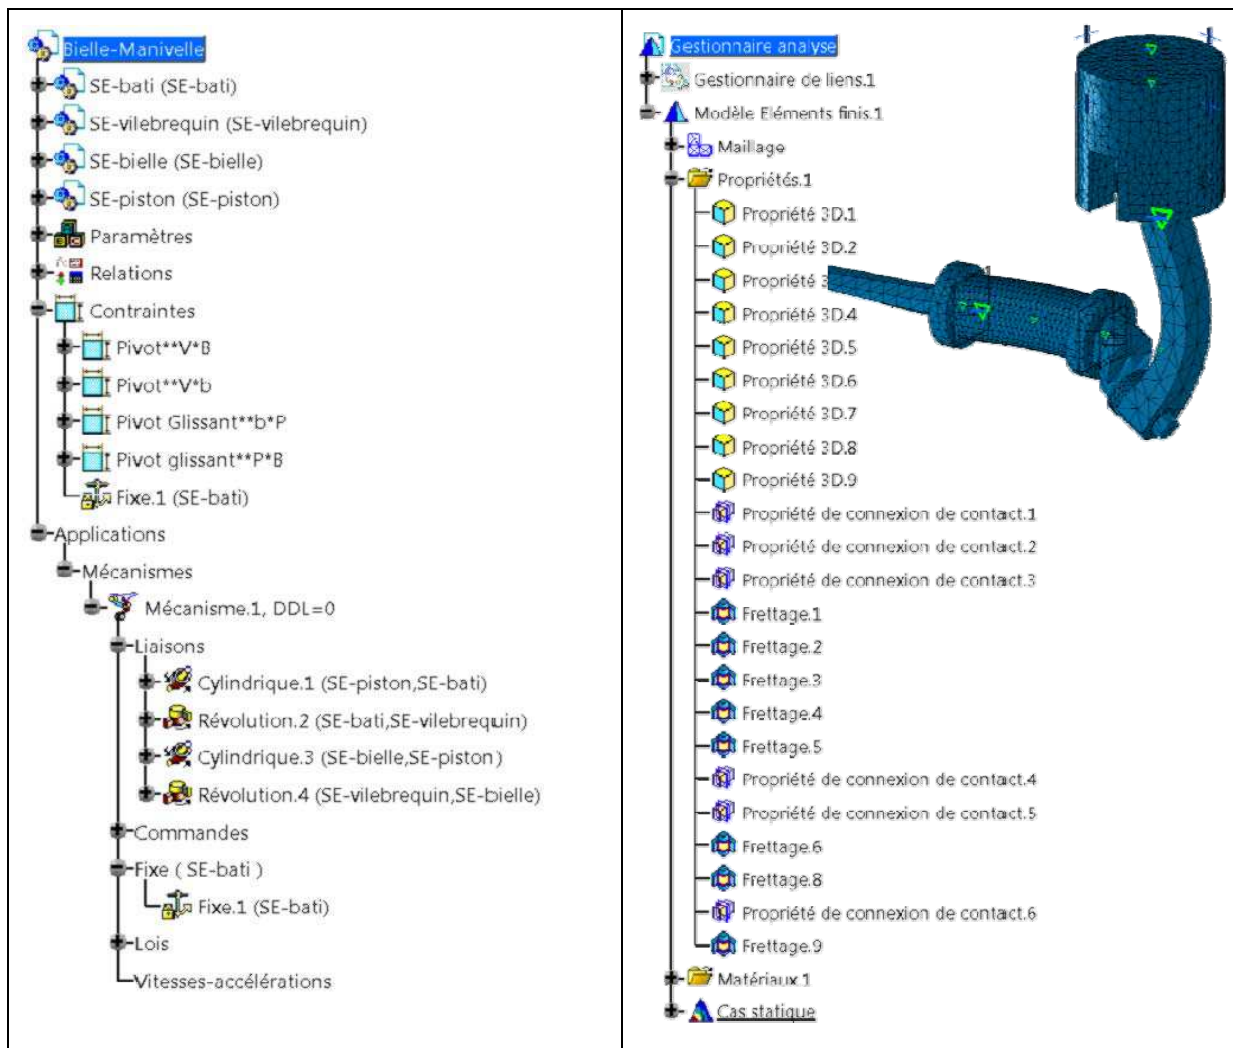 Bielle-Manivelle
SE-bati (SE-bati)
SE-vilebrequin (SE-vilebrequin)
SE-bielle (SE-bielle)
SE-piston (SE-piston)
Paramètres
Relations
Contraintes
Pivot**V*B
Pivot**V*b
Pivot Glissant**b*P
Pivot glissant**P*B
Fixe.1 (SE-bati)
Applications
Mécanismes
Mécanisme.1, DDL=0
Liaisons
Cylindrique.1 (SE-piston,SE-bati)
Révolution.2 (SE-bati,SE-vilebrequin)
Cylindrique.3 (SE-bielle,SE-piston)
Révolution.4 (SE-vilebrequin,SE-bielle)
Commandes
Fixe ( SE-bati )
Fixe.1 (SE-bati)
Lois
Vitesses-accélérations
Gestionnaire analyse
Gestionnaire de liens.1
Modèle Eléments finis.1
Maillage
Propriétés.1
Propriété 3D.1
Propriété 3D.2
Propriété 3
Propriété 3D.4
Propriété 3D.5
Propriété 3D.6
Propriété 3D.7
Propriété 3D.8
Propriété 3D.9
Propriété de connexion de contact.1
Propriété de connexion de contact.2
Propriété de connexion de contact.3
Frettage.1
Frettage.2
Frettage.3
Frettage.4
Frettage.5
Propriété de connexion de contact.4
Propriété de connexion de contact.5
Frettage.6
Frettage.8
Propriété de connexion de contact.6
Frettage.9
Matériaux.1
Cas statique